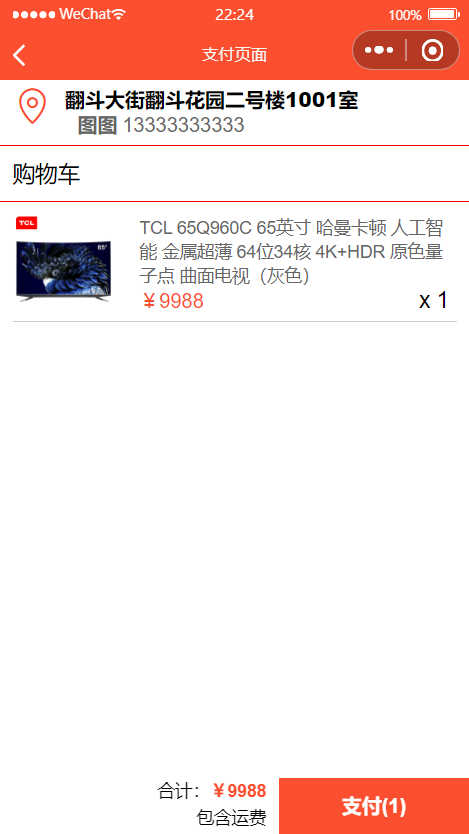 WeChat 22:24 100%
支付页面
翻斗大街翻斗花园二号楼1001室
图图 13333333333
购物车
TCL
65"
TCL 65Q960C 65英寸 哈曼卡顿 人工智
能 金属超薄 64位34核 4K+HDR 原色量
子点 曲面电视（灰色）
￥9988 x 1
合计：￥9988
包含运费
支付(1)